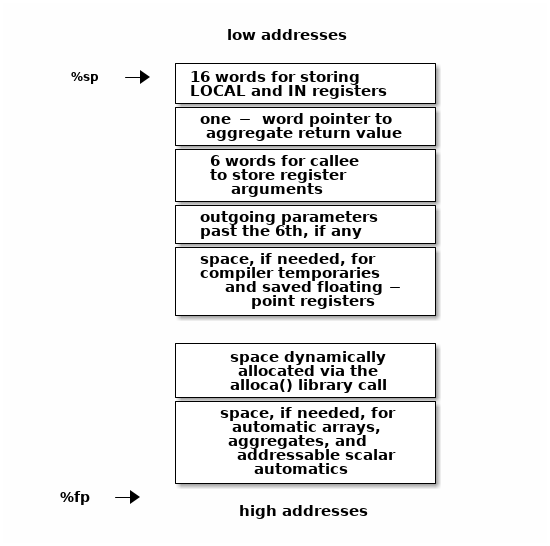 low addresses
%sp
16 words for storing
LOCAL and IN registers
one − word pointer to
aggregate return value
6 words for callee
to store register
arguments
outgoing parameters
past the 6th, if any
space, if needed, for
compiler temporaries
and saved floating −
point registers
space dynamically
allocated via the
alloca() library call
space, if needed, for
automatic arrays,
aggregates, and
addressable scalar
automatics
%fp
high addresses